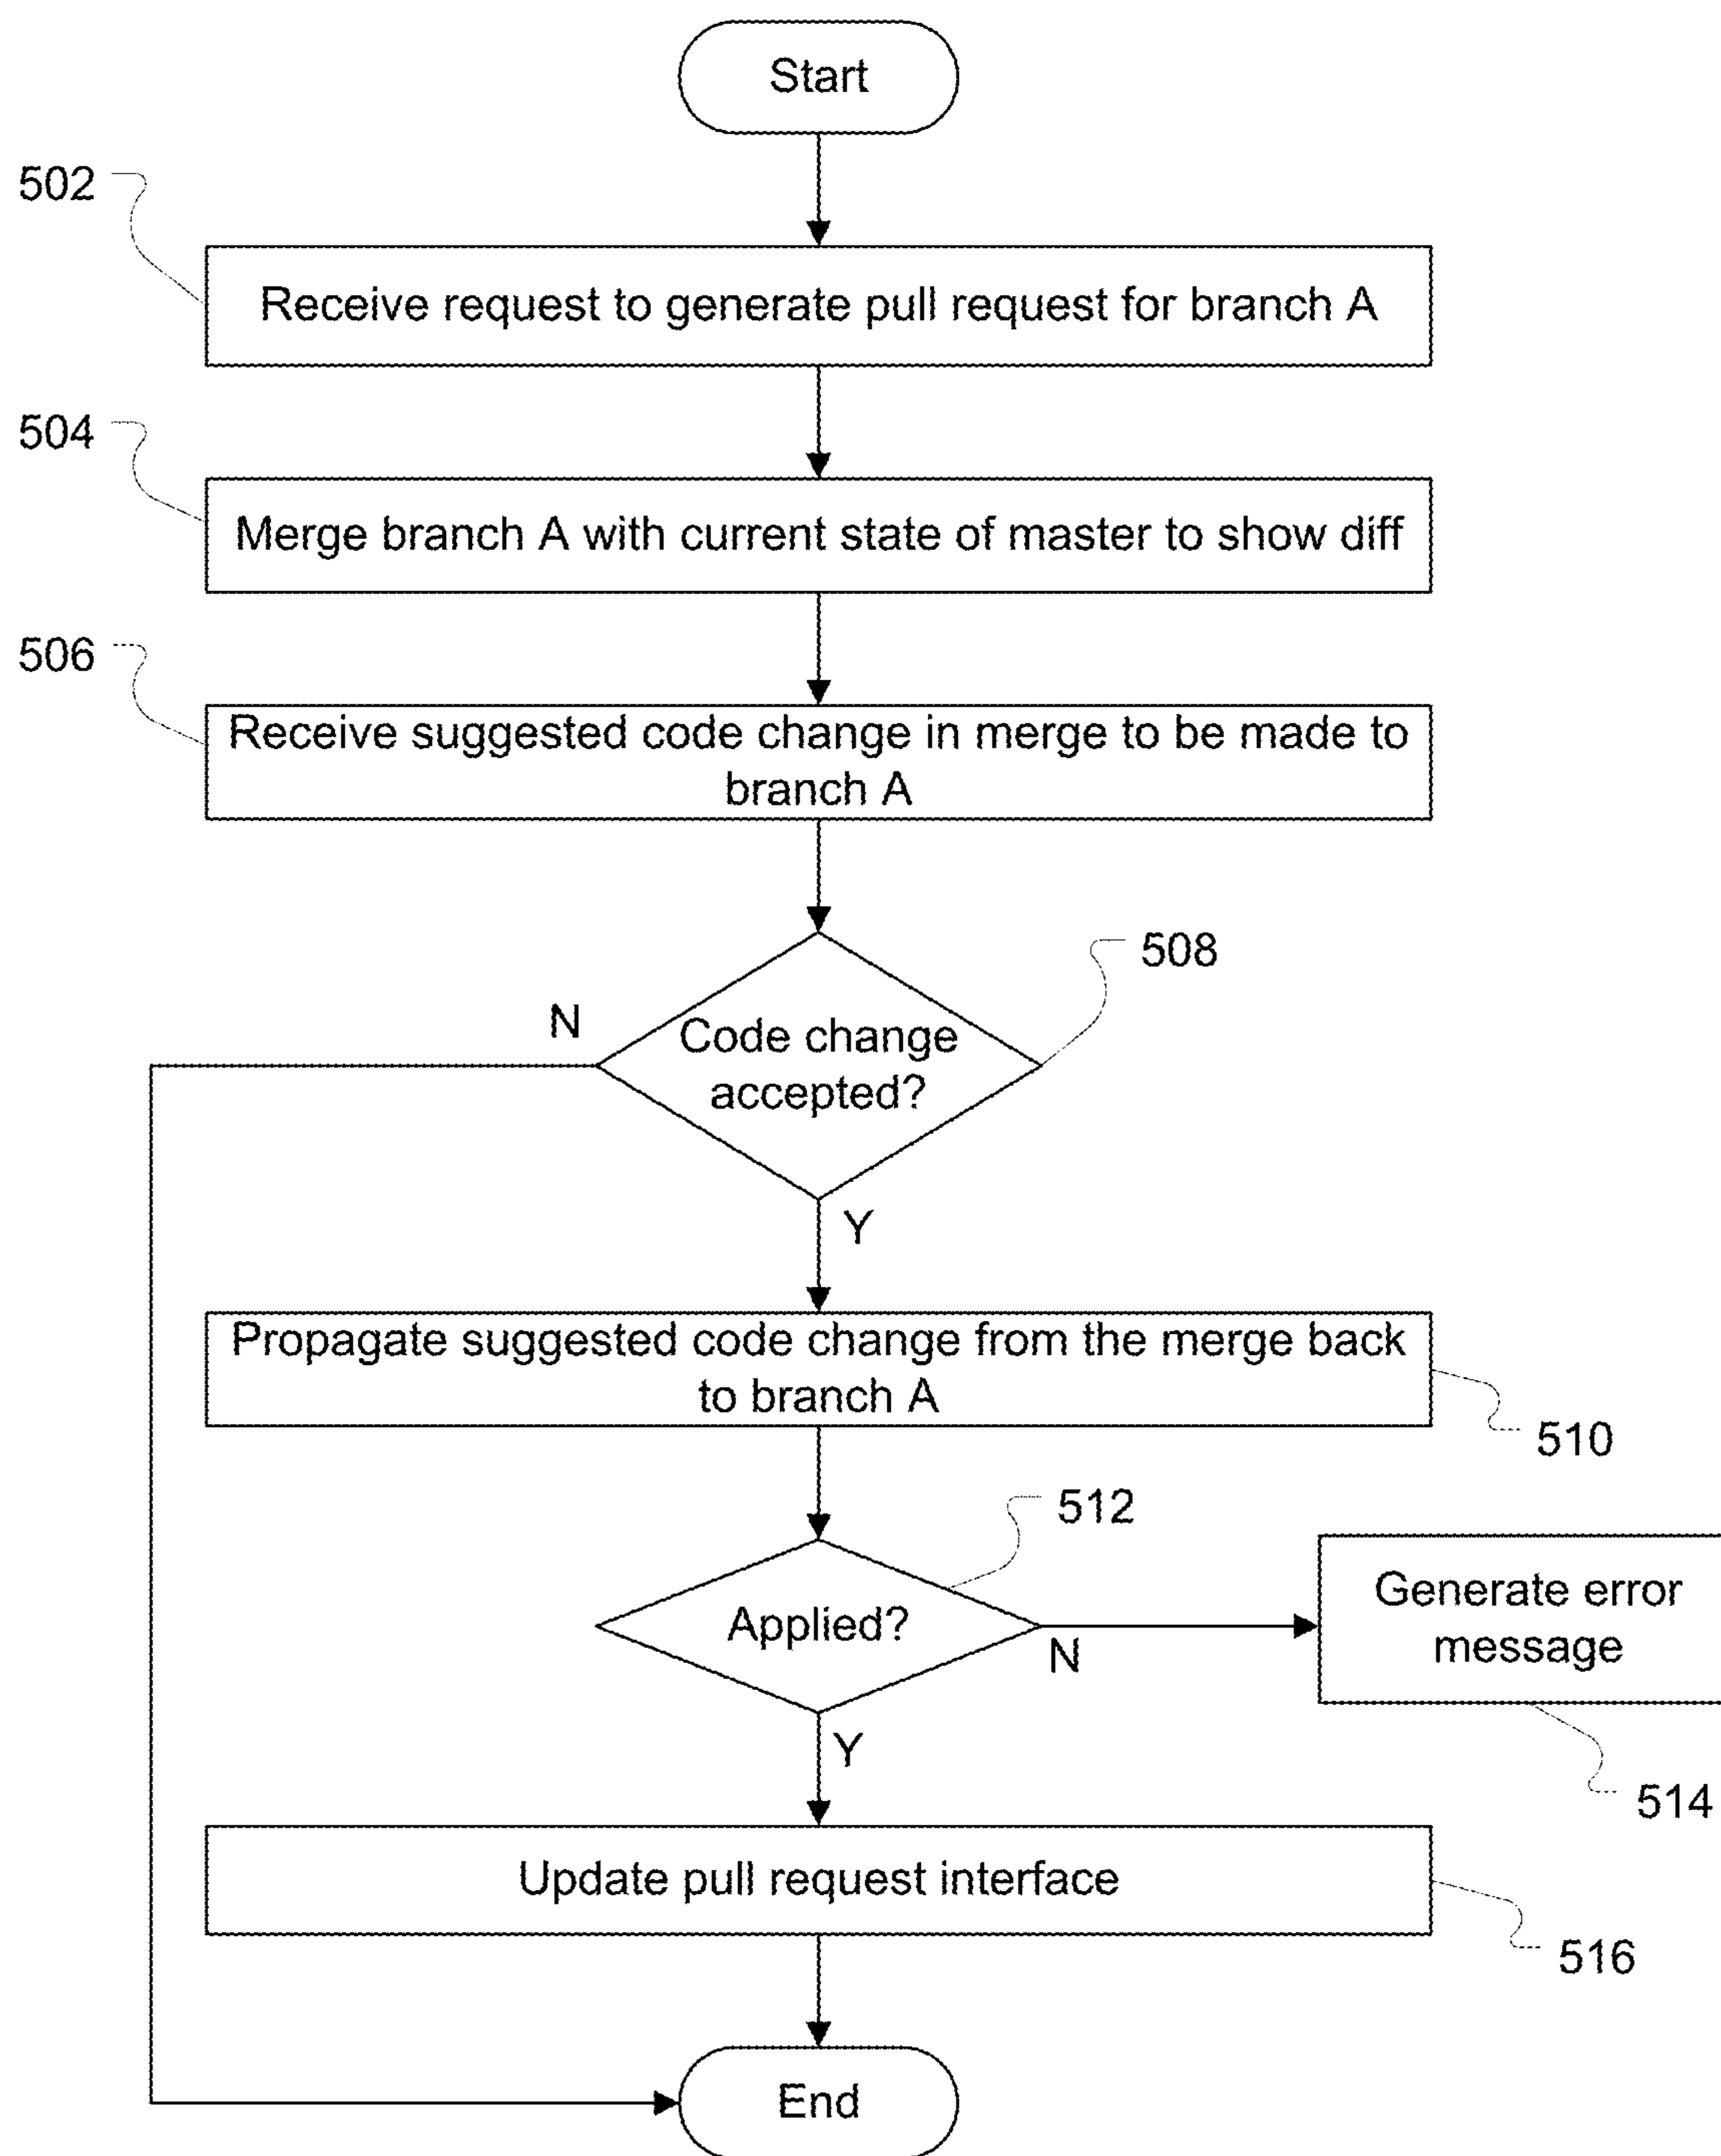 Start
502
Receive request to generate pull request for branch A
504
Merge branch A with current state of master to show diff
506
Receive suggested code change in merge to be made to
branch A
508
N
Code change
accepted?
Y
Propagate suggested code change from the merge back
to branch A
510
512
Applied?
N
Generate error
message
514
Y
Update pull request interface
516
End